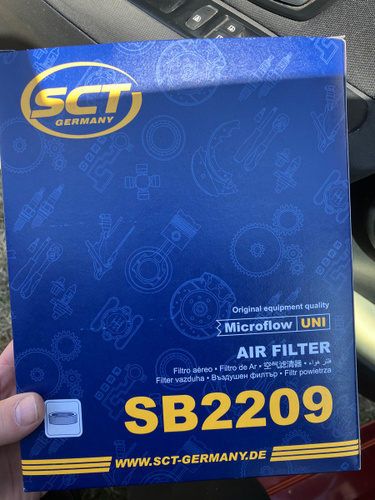 SCT
GERMANY
Original equipment quality
Microflow UNI
AIR FILTER
Filtro aéreo • Filtro de Ar • 空气滤清器 • فلتر هواء
Filter vazduha • Въздушен филтър • Filtr powietrza
SB2209
WWW.SCT-GERMANY.DE